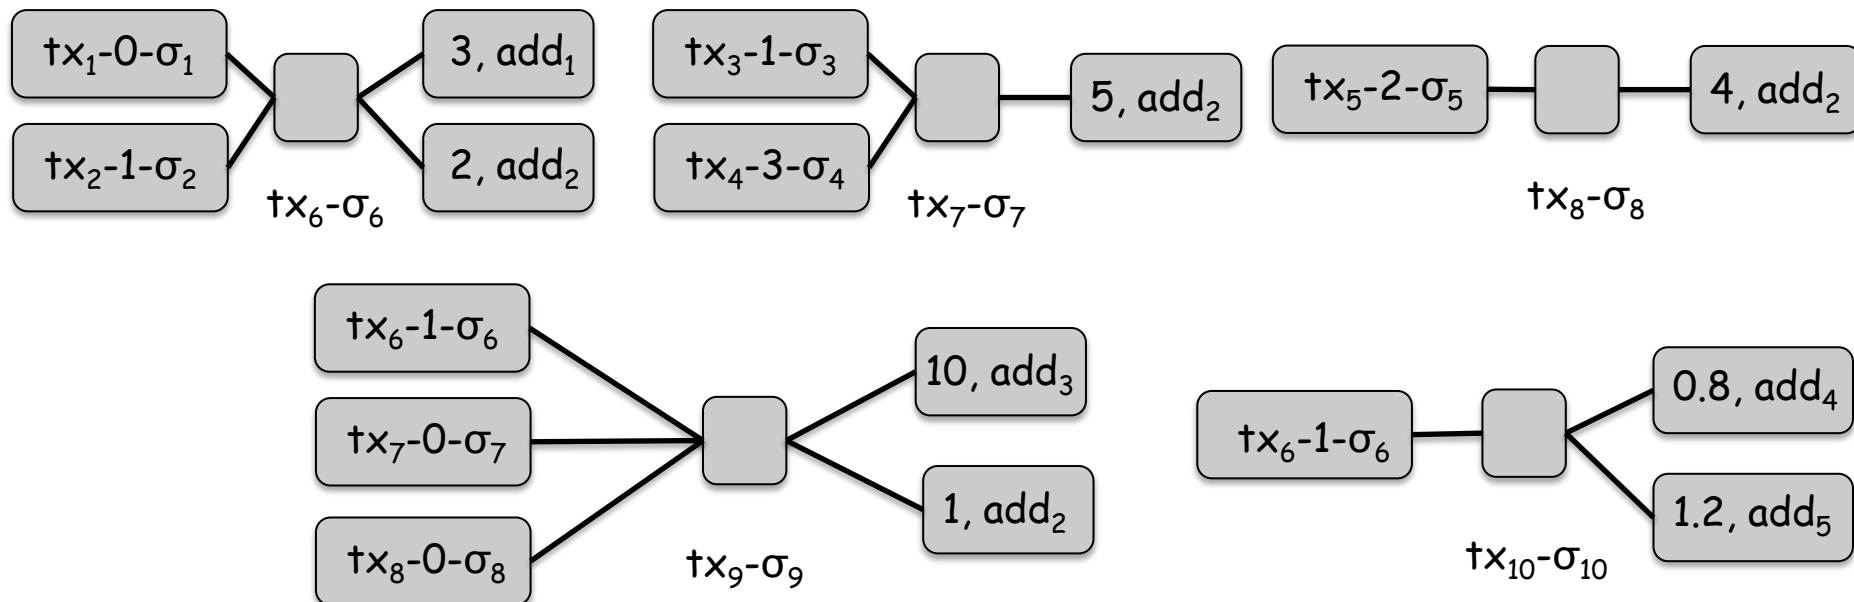 tx₁-0-σ₁
tx₂-1-σ₂
3, add₁
2, add₂
tx₆-σ₆
tx₃-1-σ₃
tx₄-3-σ₄
5, add₂
tx₇-σ₇
tx₅-2-σ₅
4, add₂
tx₈-σ₈
tx₆-1-σ₆
tx₇-0-σ₇
tx₈-0-σ₈
10, add₃
1, add₂
tx₉-σ₉
tx₆-1-σ₆
0.8, add₄
1.2, add₅
tx₁₀-σ₁₀